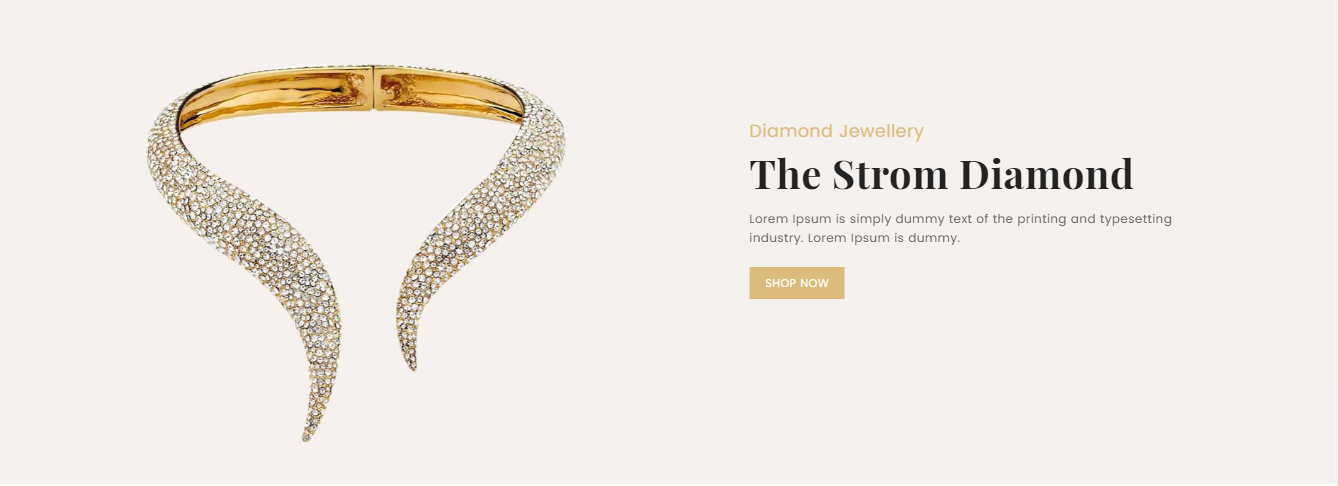 Diamond Jewellery
The Strom Diamond
Lorem Ipsum is simply dummy text of the printing and typesetting
industry. Lorem Ipsum is dummy.
SHOP NOW